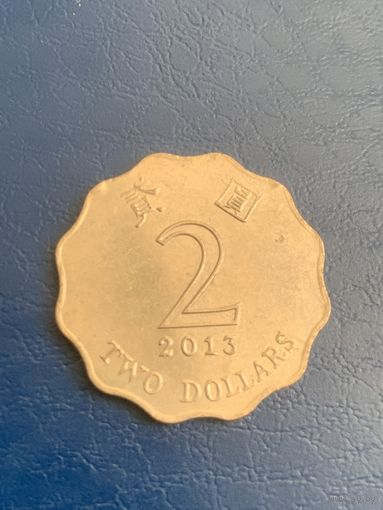 貳 圓
2
2013
TWO DOLLARS